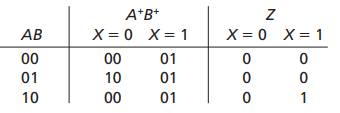 A⁺B⁺ Z
AB X = 0 X = 1 X = 0 X = 1
00 00 01 0 0
01 10 01 0 0
10 00 01 0 1